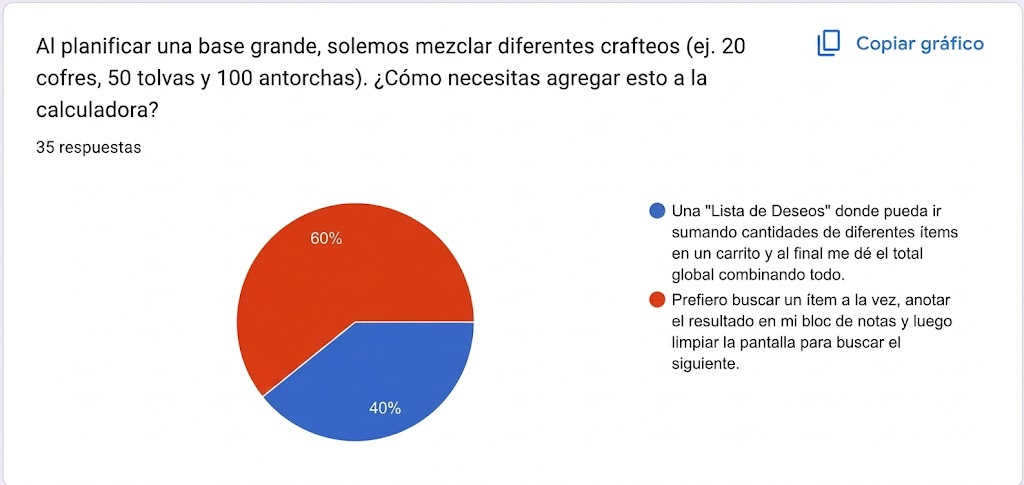 Al planificar una base grande, solemos mezclar diferentes crafteos (ej. 20
cofres, 50 tolvas y 100 antorchas). ¿Cómo necesitas agregar esto a la
calculadora?
Copiar gráfico
35 respuestas
60%
40%
Una "Lista de Deseos" donde pueda ir
sumando cantidades de diferentes ítems
en un carrito y al final me dé el total
global combinando todo.
Prefiero buscar un ítem a la vez, anotar
el resultado en mi bloc de notas y luego
limpiar la pantalla para buscar el
siguiente.